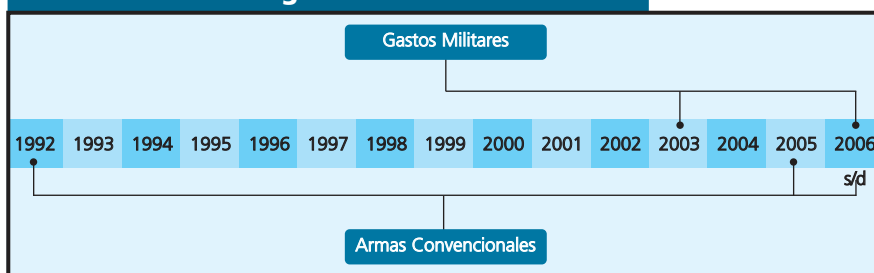 Gastos Militares
1992 1993 1994 1995 1996 1997 1998 1999 2000 2001 2002 2003 2004 2005 2006
s/d
Armas Convencionales